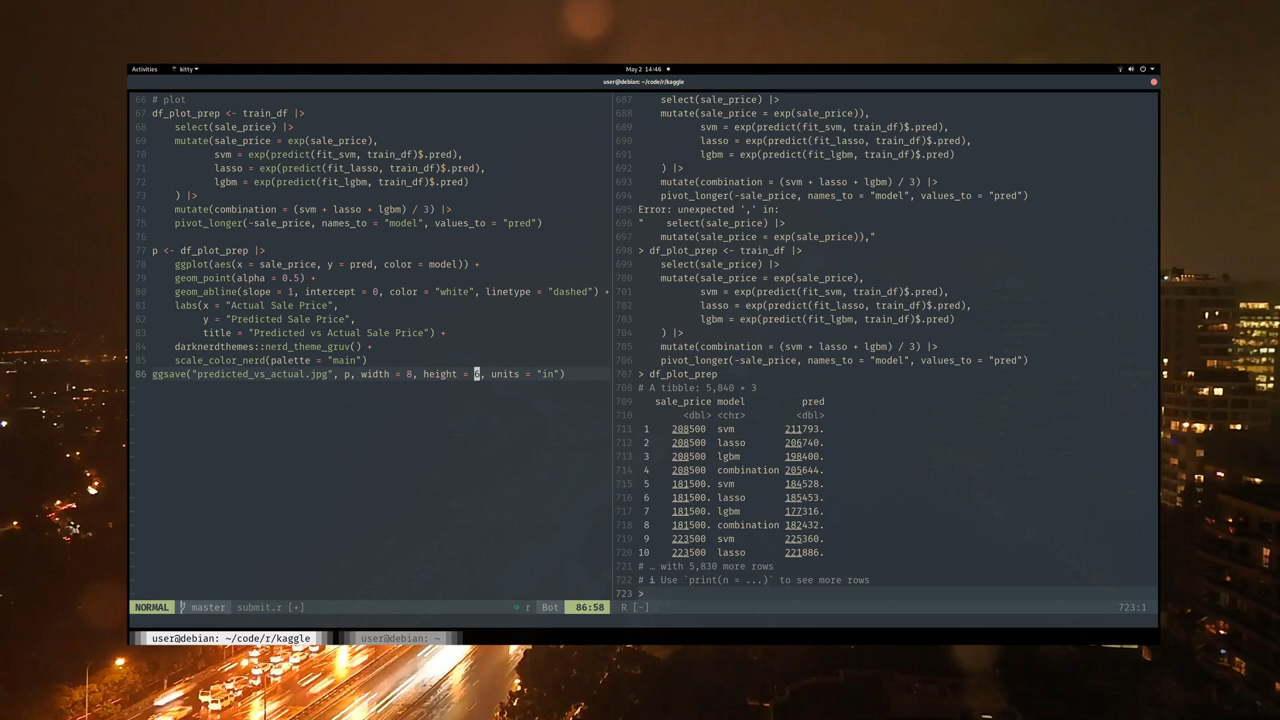 Activities
kitty
May 2 14:46
user@debian: ~/code/r/kaggle
66 # plot
67 df_plot_prep <- train_df |>
68     select(sale_price) |>
69     mutate(sale_price = exp(sale_price),
70            svm = exp(predict(fit_svm, train_df)$.pred),
71            lasso = exp(predict(fit_lasso, train_df)$.pred),
72            lgbm = exp(predict(fit_lgbm, train_df)$.pred)
73     ) |>
74     mutate(combination = (svm + lasso + lgbm) / 3) |>
75     pivot_longer(-sale_price, names_to = "model", values_to = "pred")
76
77 p <- df_plot_prep |>
78     ggplot(aes(x = sale_price, y = pred, color = model)) +
79     geom_point(alpha = 0.5) +
80     geom_abline(slope = 1, intercept = 0, color = "white", linetype = "dashed") +
81     labs(x = "Actual Sale Price",
82          y = "Predicted Sale Price",
83          title = "Predicted vs Actual Sale Price") +
84     darknerdthemes::nerd_theme_gruv() +
85     scale_color_nerd(palette = "main")
86 ggsave("predicted_vs_actual.jpg", p, width = 8, height = 6, units = "in")
NORMAL master submit.r [+] r Bot 86:58
687     select(sale_price) |>
688     mutate(sale_price = exp(sale_price)),
689            svm = exp(predict(fit_svm, train_df)$.pred),
690            lasso = exp(predict(fit_lasso, train_df)$.pred),
691            lgbm = exp(predict(fit_lgbm, train_df)$.pred)
692     ) |>
693     mutate(combination = (svm + lasso + lgbm) / 3) |>
694     pivot_longer(-sale_price, names_to = "model", values_to = "pred")
695 Error: unexpected ',' in:
696 "    select(sale_price) |>
697     mutate(sale_price = exp(sale_price)),"
698 > df_plot_prep <- train_df |>
699     select(sale_price) |>
700     mutate(sale_price = exp(sale_price),
701            svm = exp(predict(fit_svm, train_df)$.pred),
702            lasso = exp(predict(fit_lasso, train_df)$.pred),
703            lgbm = exp(predict(fit_lgbm, train_df)$.pred)
704     ) |>
705     mutate(combination = (svm + lasso + lgbm) / 3) |>
706     pivot_longer(-sale_price, names_to = "model", values_to = "pred")
707 > df_plot_prep
708 # A tibble: 5,840 × 3
709    sale_price model          pred
710         <dbl> <chr>         <dbl>
711  1    208500 svm         211793.
712  2    208500 lasso       206740.
713  3    208500 lgbm        198400.
714  4    208500 combination 205644.
715  5    181500. svm         184528.
716  6    181500. lasso       185453.
717  7    181500. lgbm        177316.
718  8    181500. combination 182432.
719  9    223500 svm         225360.
720 10    223500 lasso       221886.
721 # … with 5,830 more rows
722 # ℹ Use `print(n = ...)` to see more rows
723 >
R [-] 723:1
user@debian: ~/code/r/kaggle
user@debian: ~